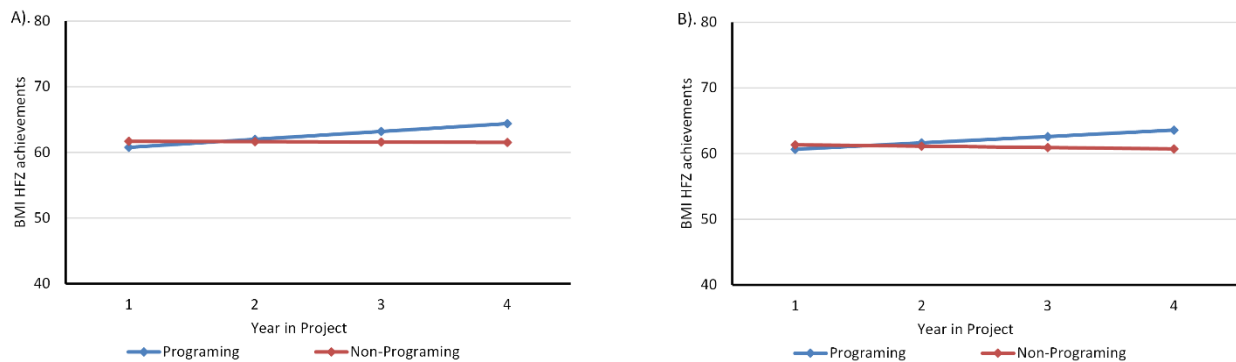 A).
80
70
60
50
40
BMI HFZ achievements
1 2 3 4
Year in Project
Programing Non-Programing
B).
80
70
60
50
40
BMI HFZ achievements
1 2 3 4
Year in Project
Programing Non-Programing